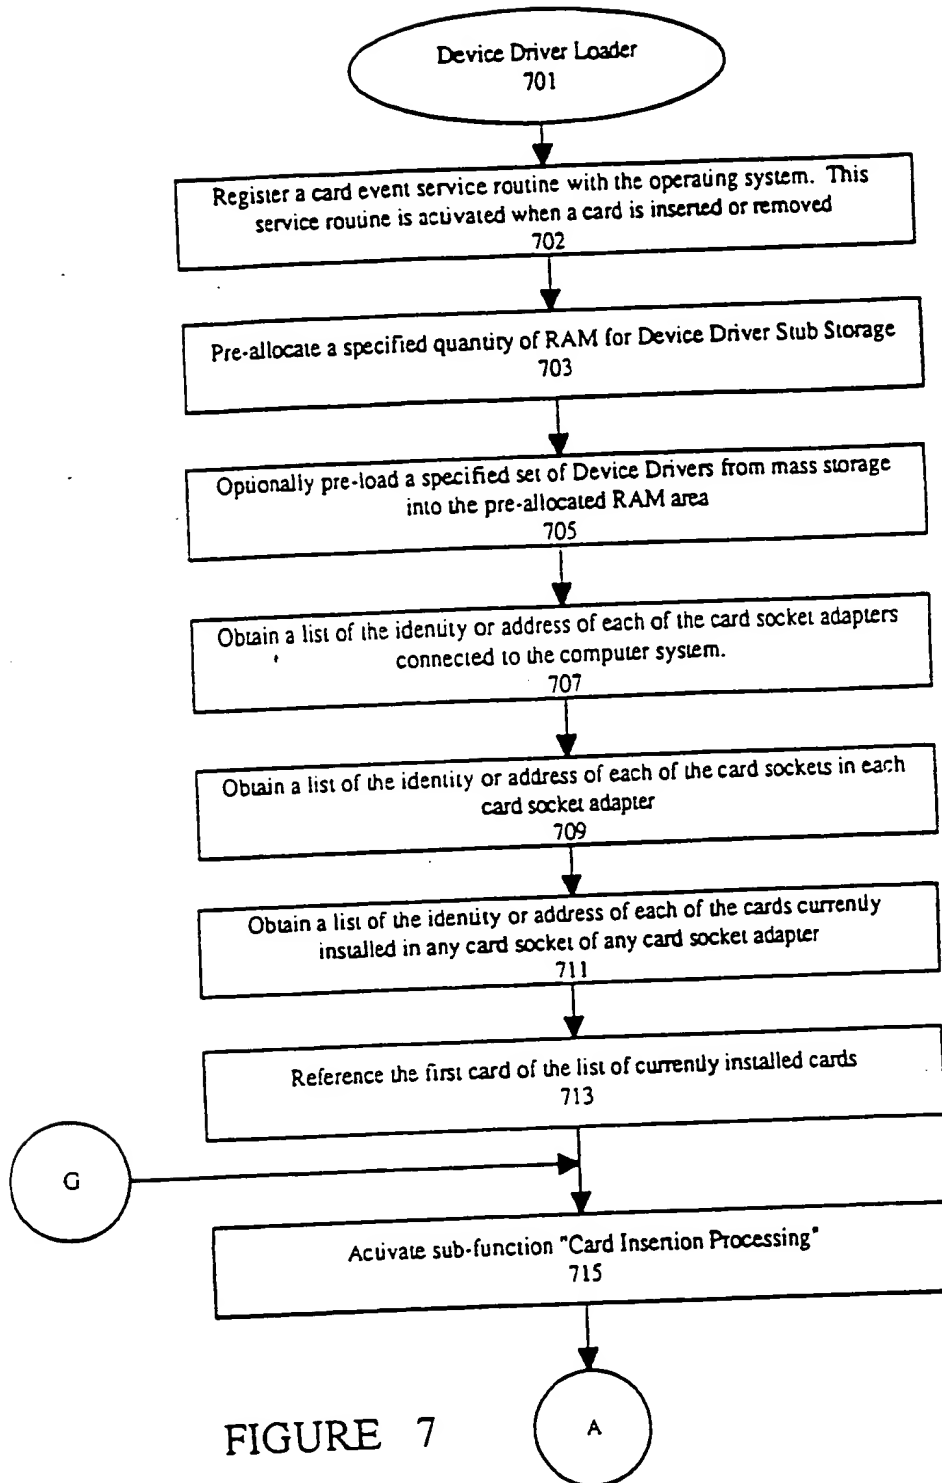 Device Driver Loader
701
Register a card event service routine with the operating system. This
service routine is activated when a card is inserted or removed
702
Pre-allocate a specified quantity of RAM for Device Driver Stub Storage
703
Optionally pre-load a specified set of Device Drivers from mass storage
into the pre-allocated RAM area
705
Obtain a list of the identity or address of each of the card socket adapters
connected to the computer system.
707
Obtain a list of the identity or address of each of the card sockets in each
card socket adapter
709
Obtain a list of the identity or address of each of the cards currently
installed in any card socket of any card socket adapter
711
Reference the first card of the list of currently installed cards
713
G
Activate sub-function "Card Insertion Processing"
715
A
FIGURE 7